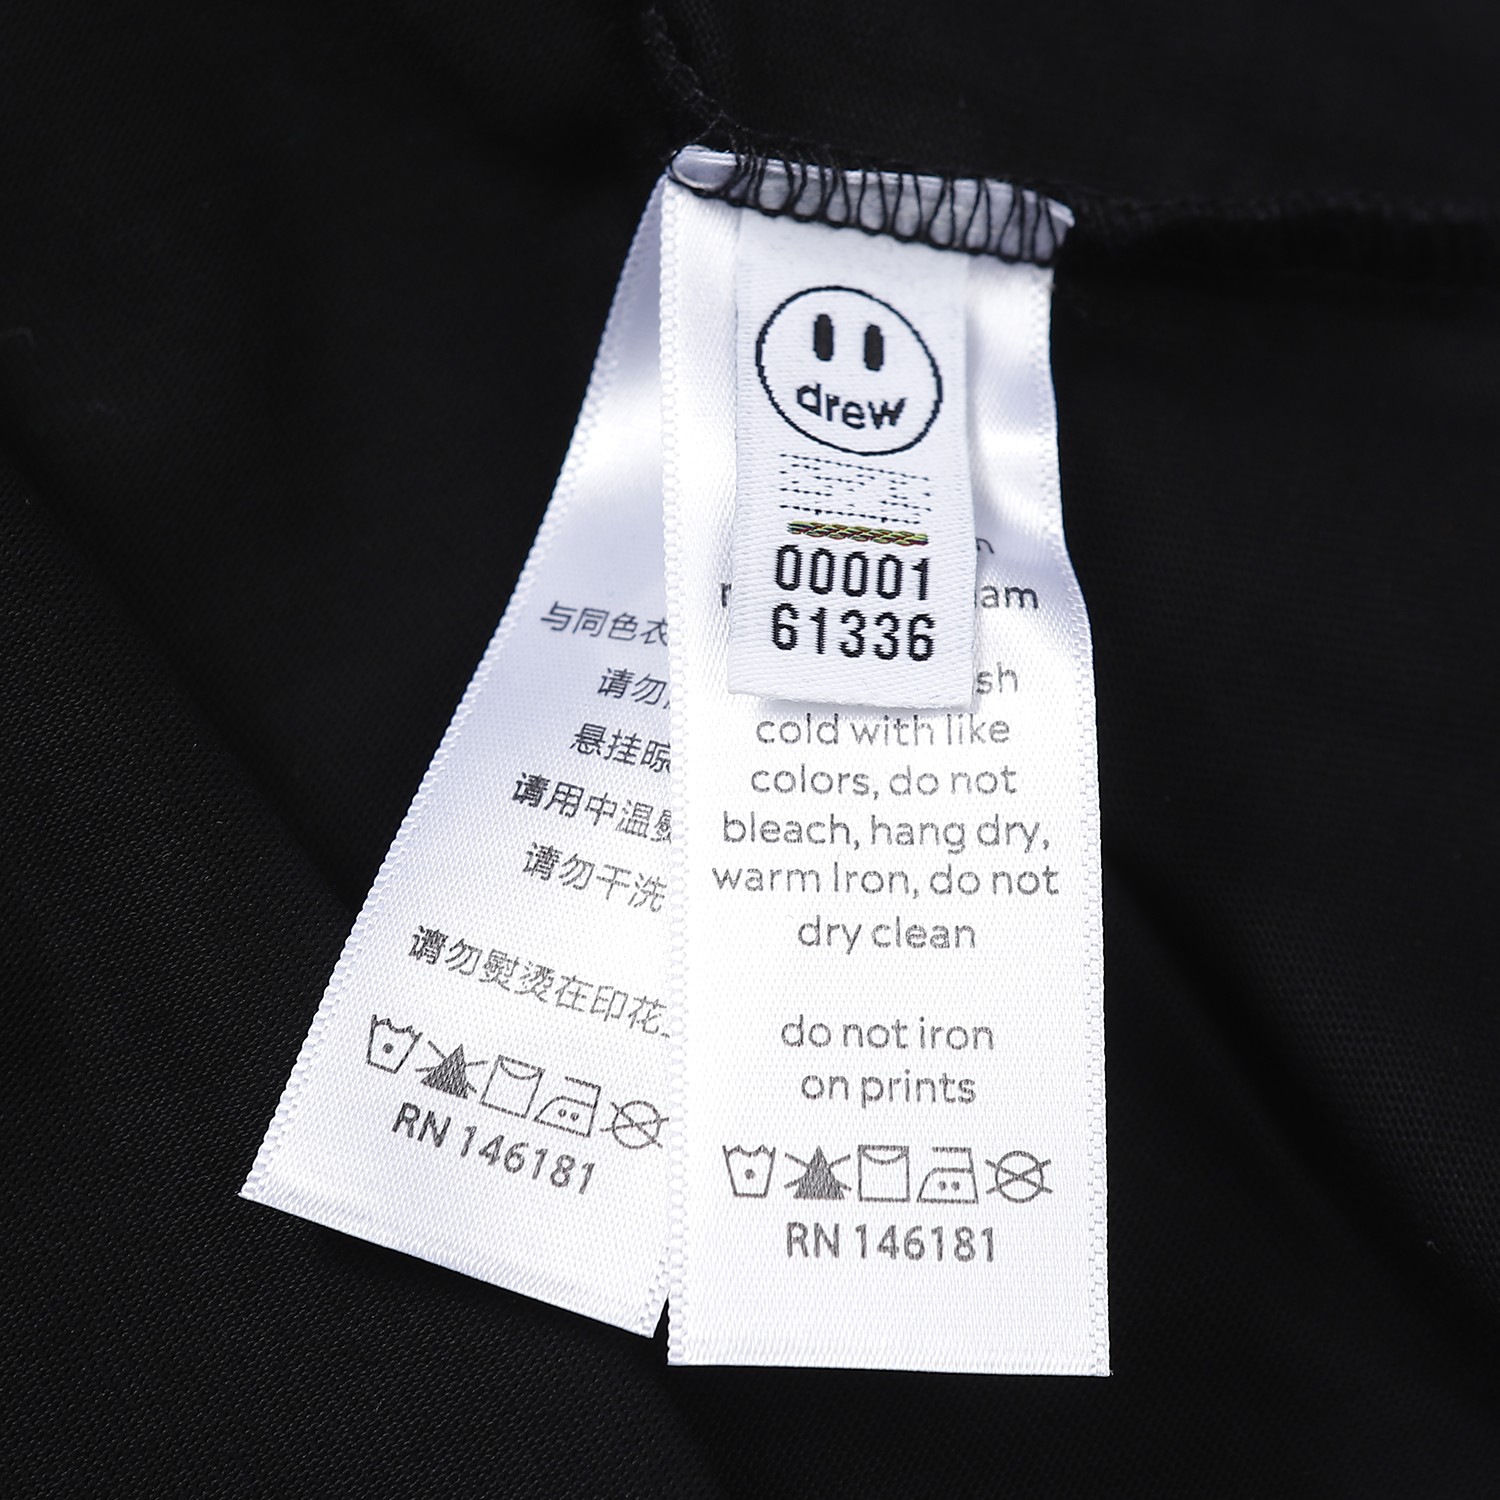 drew
00001
61336
cold with like
colors, do not
bleach, hang dry,
warm Iron, do not
dry clean
do not iron
on prints
RN 146181
与同色衣
请勿
悬挂晾
请用中温熨
请勿干洗
请勿熨烫在印花
RN 146181